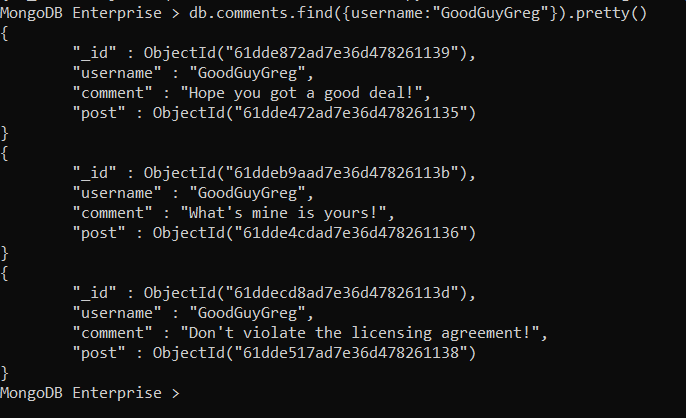 MongoDB Enterprise > db.comments.find({username:"GoodGuyGreg"}).pretty()
{
"_id" : ObjectId("61dde872ad7e36d478261139"),
"username" : "GoodGuyGreg",
"comment" : "Hope you got a good deal!",
"post" : ObjectId("61dde472ad7e36d478261135")
}
{
"_id" : ObjectId("61ddeb9aad7e36d47826113b"),
"username" : "GoodGuyGreg",
"comment" : "What's mine is yours!",
"post" : ObjectId("61dde4cdad7e36d478261136")
}
{
"_id" : ObjectId("61ddecd8ad7e36d47826113d"),
"username" : "GoodGuyGreg",
"comment" : "Don't violate the licensing agreement!",
"post" : ObjectId("61dde517ad7e36d478261138")
}
MongoDB Enterprise >